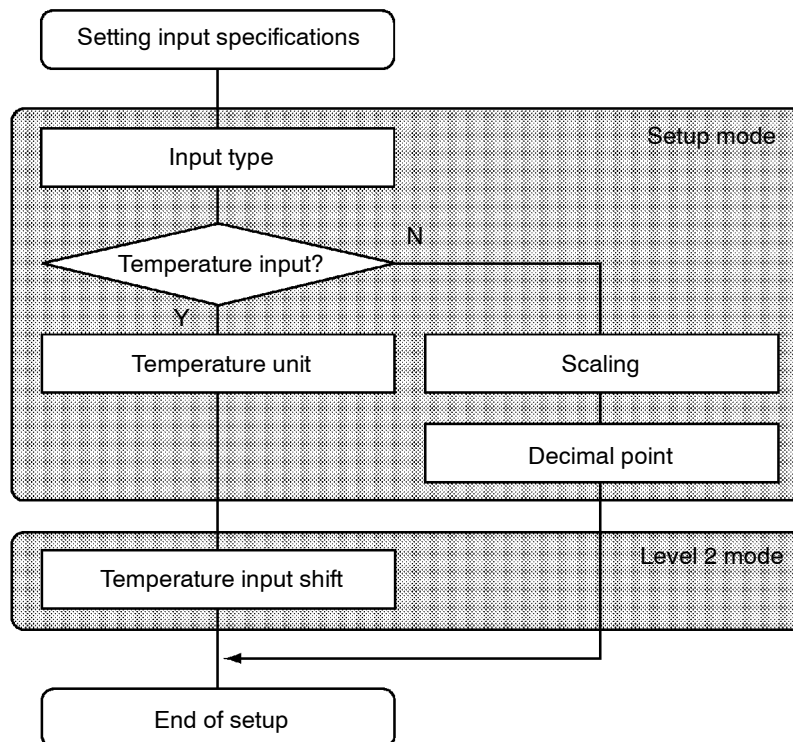 Setting input specifications
Setup mode
Input type
N
Temperature input?
Y
Temperature unit
Scaling
Decimal point
Level 2 mode
Temperature input shift
End of setup